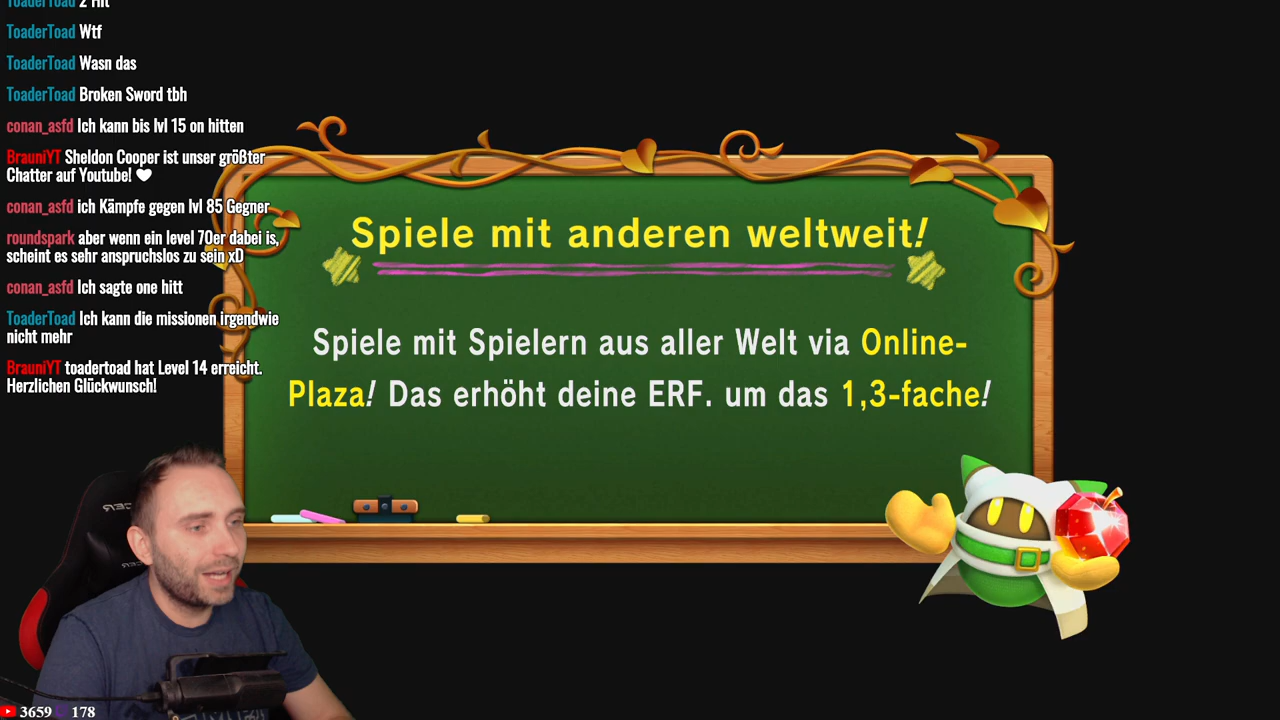 ToaderToad 2 Hit
ToaderToad Wtf
ToaderToad Wasn das
ToaderToad Broken Sword tbh
conan_asfd Ich kann bis lvl 15 on hitten
BrauniYT Sheldon Cooper ist unser größter
Chatter auf Youtube! ❤
conan_asfd ich Kämpfe gegen lvl 85 Gegner
roundspark aber wenn ein level 70er dabei is,
scheint es sehr anspruchslos zu sein xD
conan_asfd Ich sagte one hitt
ToaderToad Ich kann die missionen irgendwie
nicht mehr
BrauniYT toadertoad hat Level 14 erreicht.
Herzlichen Glückwunsch!
Spiele mit anderen weltweit!
Spiele mit Spielern aus aller Welt via Online-
Plaza! Das erhöht deine ERF. um das 1,3-fache!
3659 178